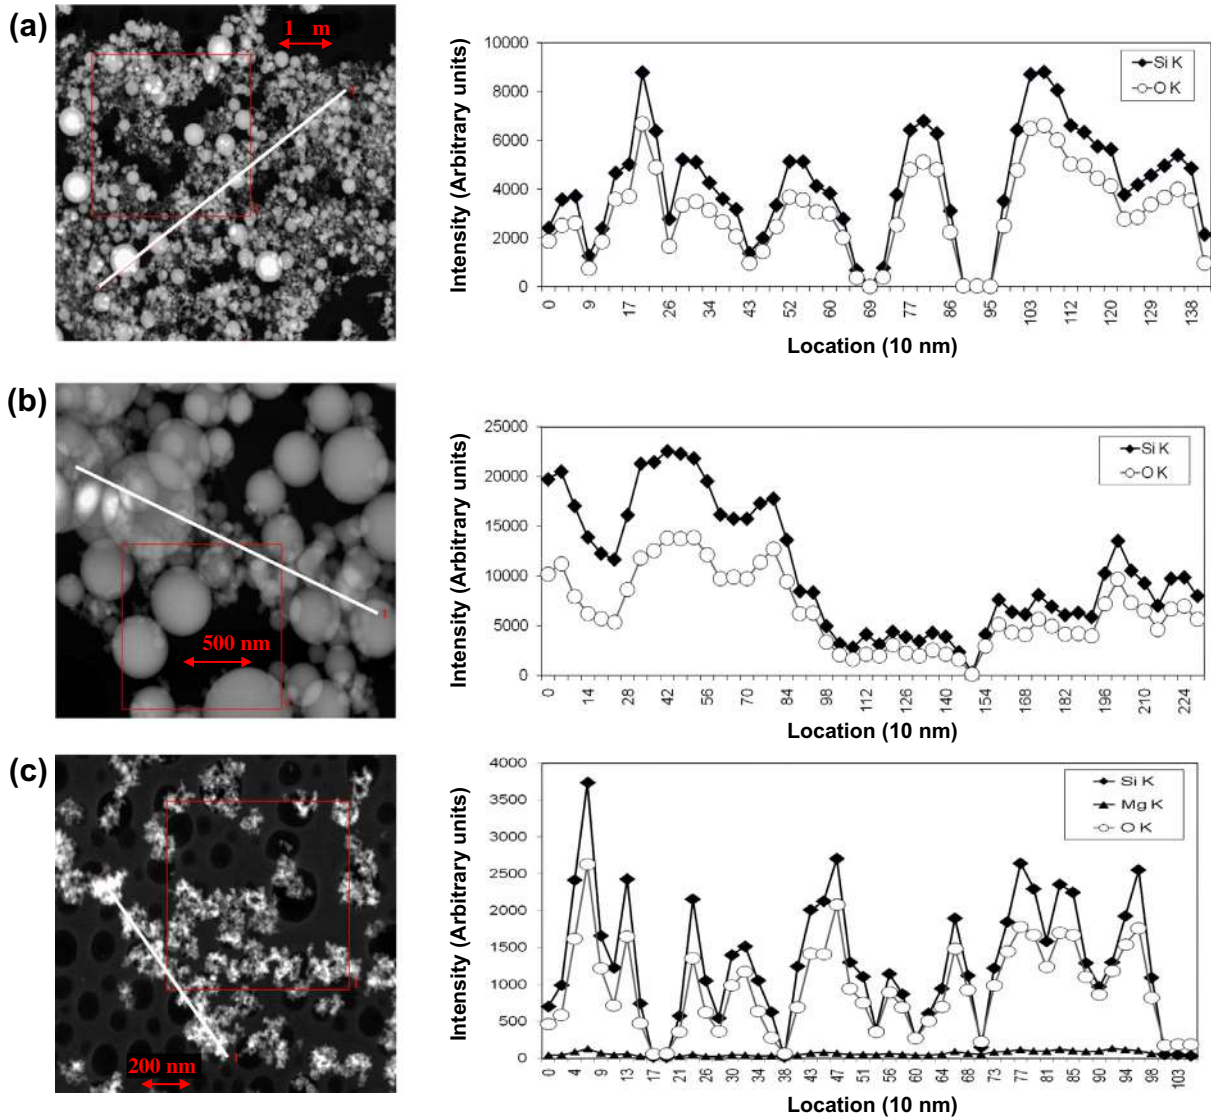 (a)
1 m
10000
8000
6000
4000
2000
0
Intensity (Arbitrary units)
Si K
O K
0 9 17 26 34 43 52 60 69 77 86 95 103 112 120 129 138
Location (10 nm)
(b)
500 nm
1
25000
20000
15000
10000
5000
0
Intensity (Arbitrary units)
Si K
O K
0 14 28 42 56 70 84 98 112 126 140 154 168 182 196 210 224
Location (10 nm)
(c)
200 nm
1
4000
3500
3000
2500
2000
1500
1000
500
0
Intensity (Arbitrary units)
Si K
Mg K
O K
0 4 9 13 17 21 26 30 34 38 43 47 51 56 60 64 68 73 77 81 85 90 94 98 103
Location (10 nm)